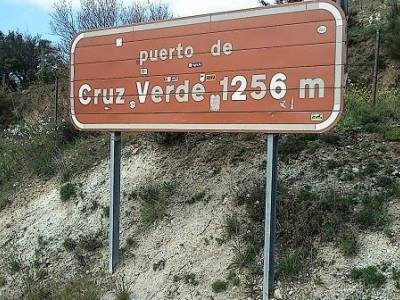 puerto de
Cruz Verde 1256 m